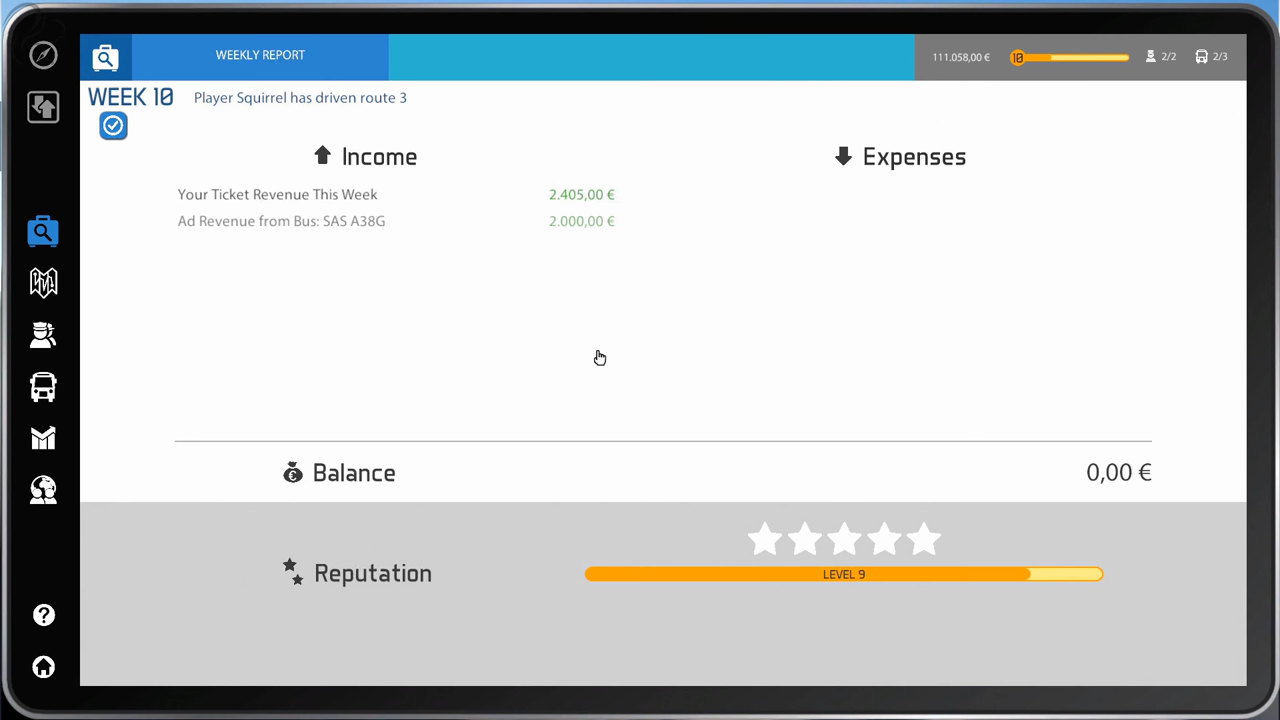 WEEKLY REPORT
111.058,00 €
10
2/2
2/3
WEEK 10
Player Squirrel has driven route 3
Income
Expenses
Your Ticket Revenue This Week 2.405,00 €
Ad Revenue from Bus: SAS A38G 2.000,00 €
Balance 0,00 €
Reputation
LEVEL 9